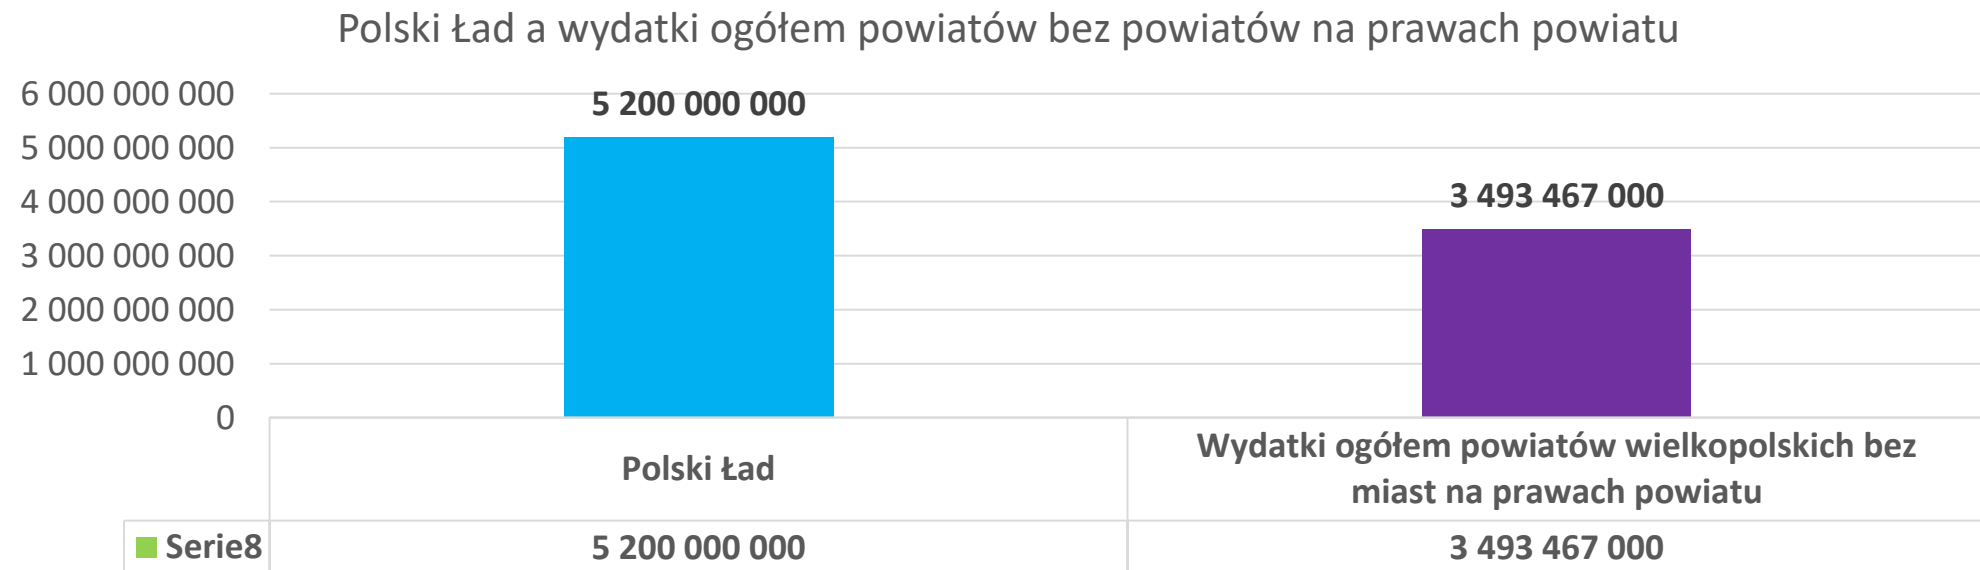 Polski Ład a wydatki ogółem powiatów bez powiatów na prawach powiatu
6 000 000 000
5 000 000 000
4 000 000 000
3 000 000 000
2 000 000 000
1 000 000 000
0
5 200 000 000
3 493 467 000
Polski Ład
Wydatki ogółem powiatów wielkopolskich bez
miast na prawach powiatu
Serie8
5 200 000 000
3 493 467 000